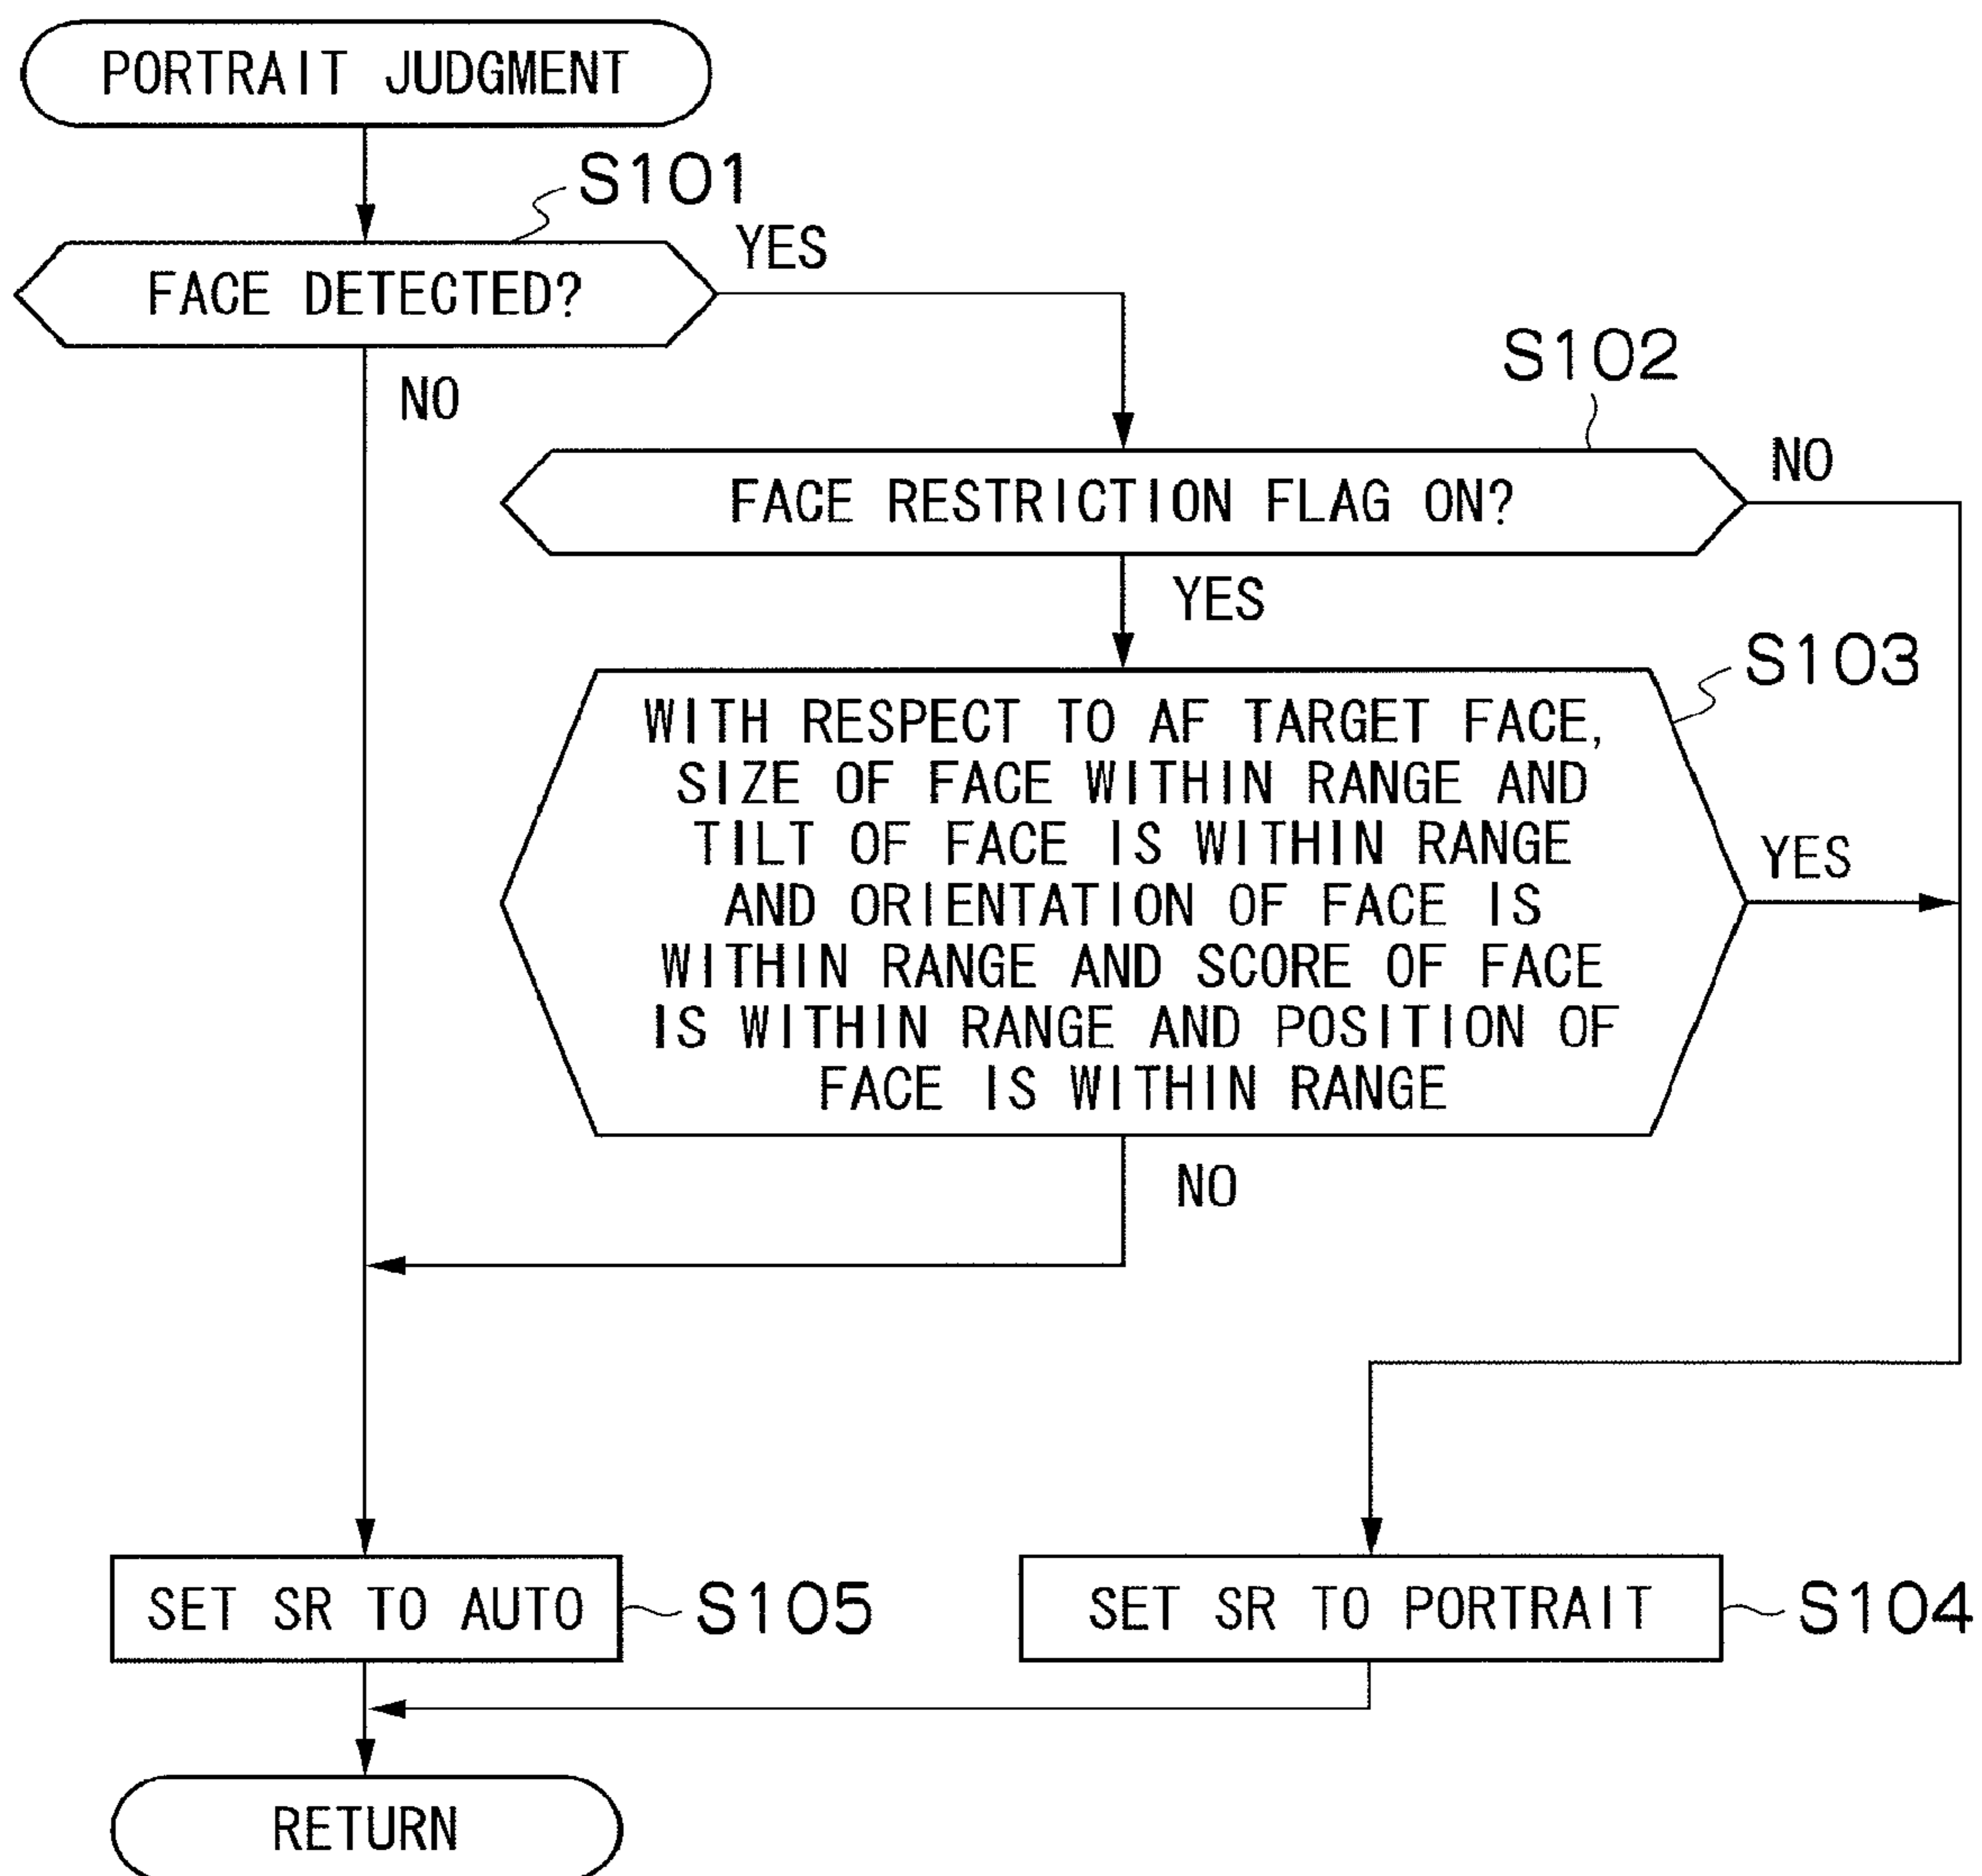 PORTRAIT JUDGMENT
S101
FACE DETECTED?
YES
NO
S102
FACE RESTRICTION FLAG ON?
NO
YES
S103
WITH RESPECT TO AF TARGET FACE,
SIZE OF FACE WITHIN RANGE AND
TILT OF FACE IS WITHIN RANGE
AND ORIENTATION OF FACE IS
WITHIN RANGE AND SCORE OF FACE
IS WITHIN RANGE AND POSITION OF
FACE IS WITHIN RANGE
YES
NO
SET SR TO AUTO
S105
SET SR TO PORTRAIT
S104
RETURN